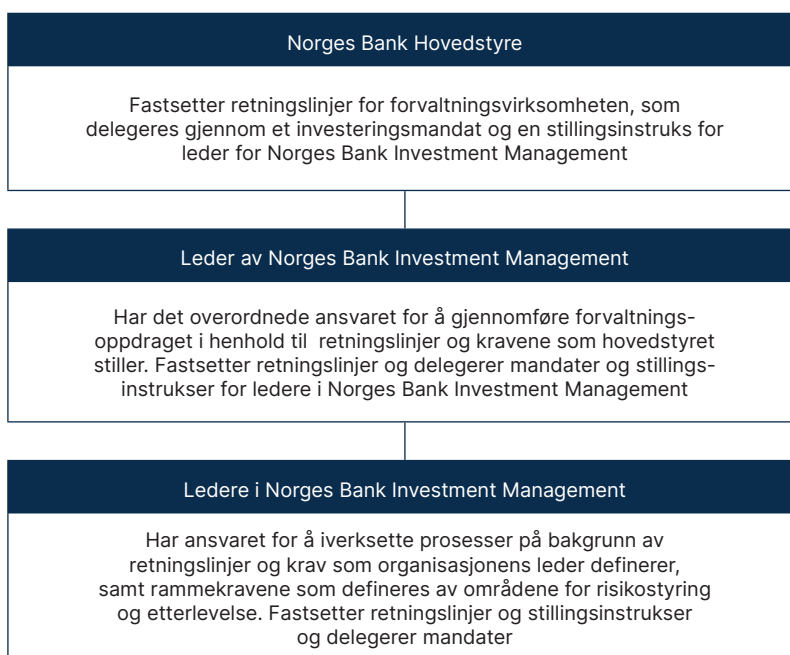 Norges Bank Hovedstyre
Fastsetter retningslinjer for forvaltningsvirksomheten, som
delegeres gjennom et investeringsmandat og en stillingsinstruks for
leder for Norges Bank Investment Management
Leder av Norges Bank Investment Management
Har det overordnede ansvaret for å gjennomføre forvaltnings-
oppdraget i henhold til  retningslinjer og kravene som hovedstyret
stiller. Fastsetter retningslinjer og delegerer mandater og stillings-
instrukser for ledere i Norges Bank Investment Management
Ledere i Norges Bank Investment Management
Har ansvaret for å iverksette prosesser på bakgrunn av
retningslinjer og krav som organisasjonens leder definerer,
samt rammekravene som defineres av områdene for risikostyring
og etterlevelse. Fastsetter retningslinjer og stillingsinstrukser
og delegerer mandater